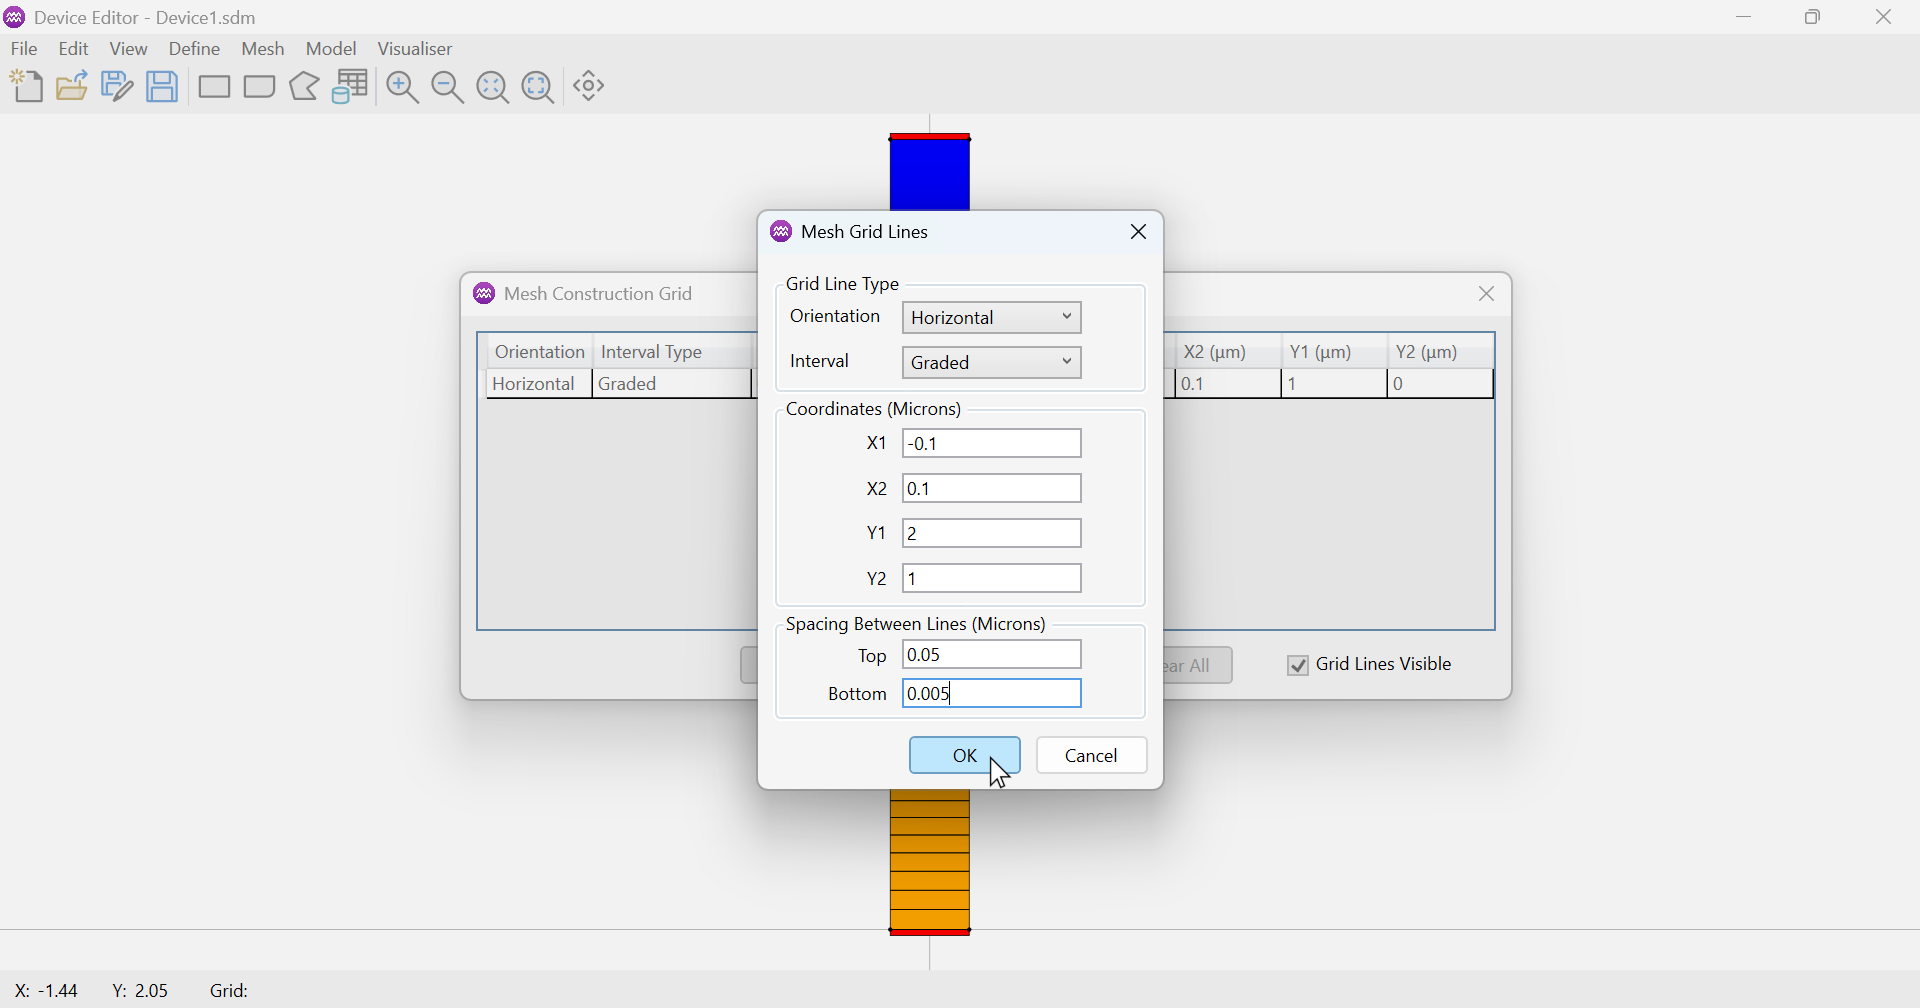 Device Editor - Device1.sdm
File Edit View Define Mesh Model Visualiser
Mesh Grid Lines
Grid Line Type
Orientation Horizontal
Interval Graded
Coordinates (Microns)
X1 -0.1
X2 0.1
Y1 2
Y2 1
Spacing Between Lines (Microns)
Top 0.05
Bottom 0.005
OK Cancel
Mesh Construction Grid
Orientation Interval Type X2 (µm) Y1 (µm) Y2 (µm)
Horizontal Graded 0.1 1 0
ear All Grid Lines Visible
X: -1.44 Y: 2.05 Grid: